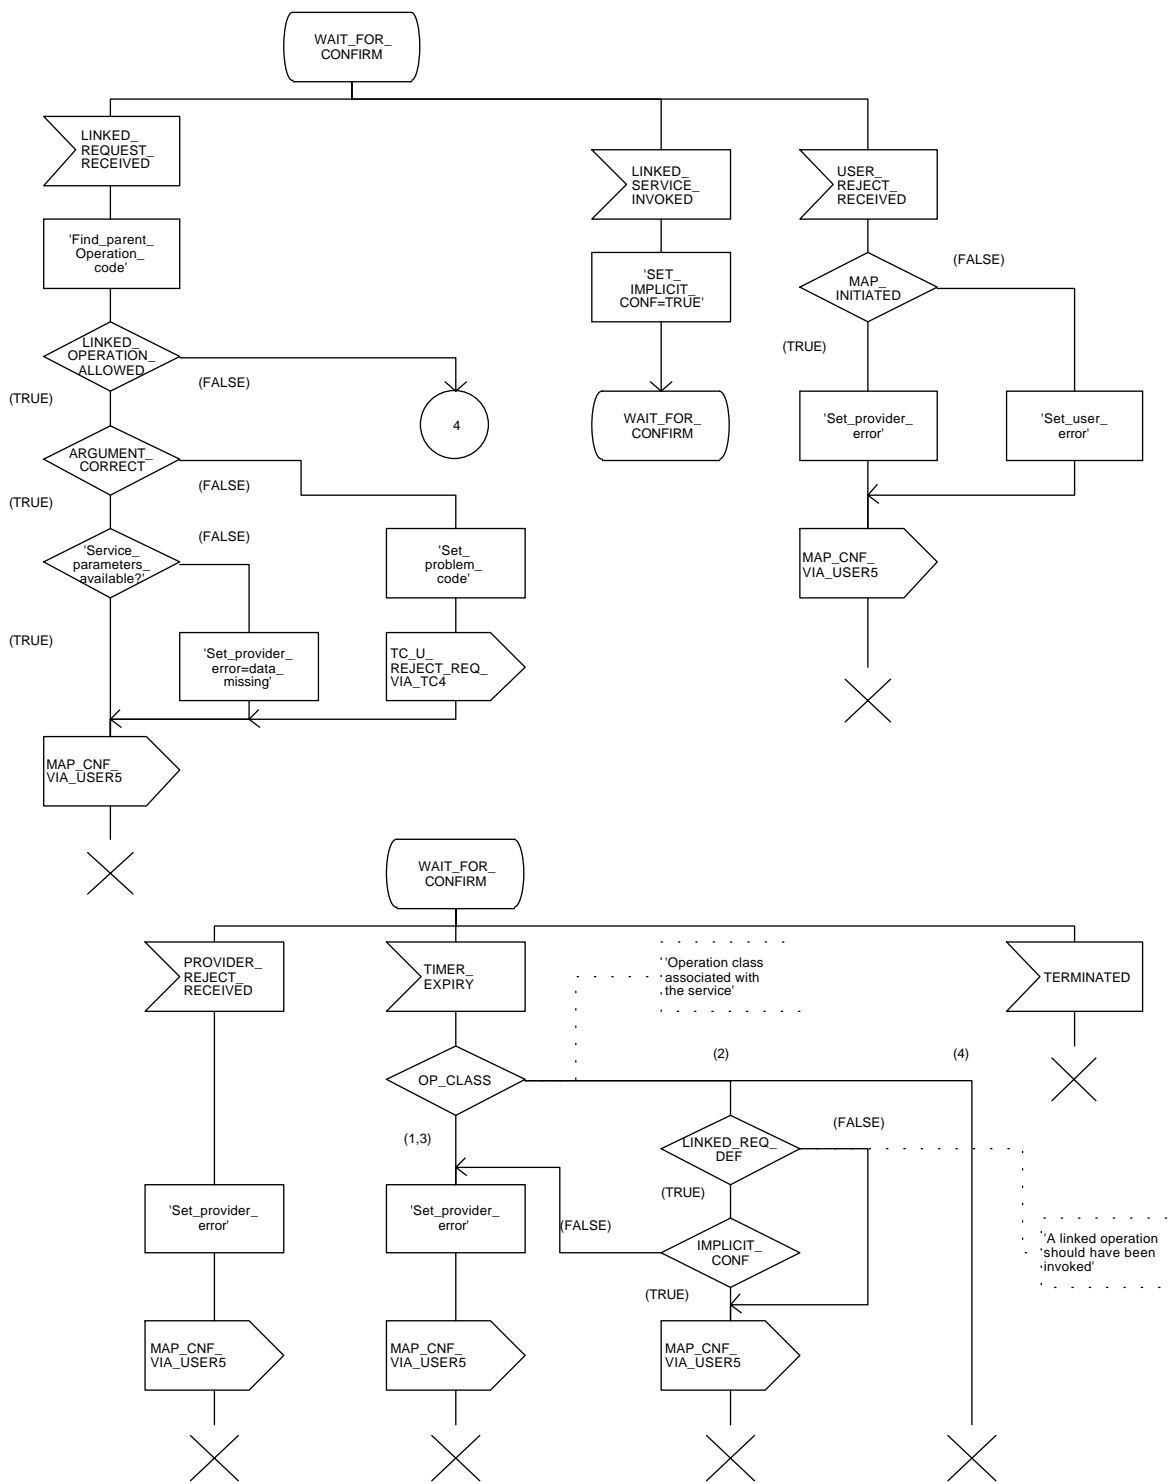 WAIT_FOR_
CONFIRM
LINKED_
REQUEST_
RECEIVED
'Find_parent_
Operation_
code'
LINKED_
OPERATION_
ALLOWED
(TRUE)
(FALSE)
4
ARGUMENT_
CORRECT
(TRUE)
(FALSE)
'Service_
parameters_
available?'
(FALSE)
(TRUE)
'Set_provider_
error=data_
missing'
'Set_
problem_
code'
TC_U_
REJECT_REQ_
VIA_TC4
MAP_CNF_
VIA_USER5
LINKED_
SERVICE_
INVOKED
'SET_
IMPLICIT_
CONF=TRUE'
WAIT_FOR_
CONFIRM
USER_
REJECT_
RECEIVED
MAP_
INITIATED
(FALSE)
(TRUE)
'Set_provider_
error'
'Set_user_
error'
MAP_CNF_
VIA_USER5
WAIT_FOR_
CONFIRM
PROVIDER_
REJECT_
RECEIVED
'Set_provider_
error'
MAP_CNF_
VIA_USER5
TIMER_
EXPIRY
'Operation class
associated with
the service'
OP_CLASS
(2)
(4)
(1,3)
'Set_provider_
error'
MAP_CNF_
VIA_USER5
LINKED_REQ_
DEF
(FALSE)
(TRUE)
(FALSE)
IMPLICIT_
CONF
(TRUE)
MAP_CNF_
VIA_USER5
TERMINATED
'A linked operation
should have been
invoked'